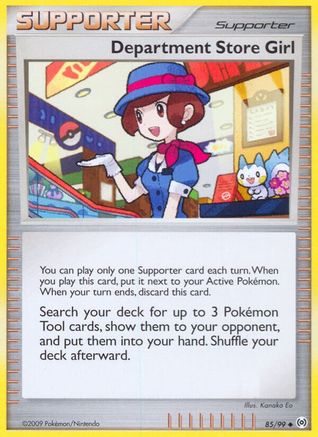 SUPPORTER
Supporter
Department Store Girl
You can play only one Supporter card each turn. When
you play this card, put it next to your Active Pokémon.
When your turn ends, discard this card.
Search your deck for up to 3 Pokémon
Tool cards, show them to your opponent,
and put them into your hand. Shuffle your
deck afterward.
Illus. Kanako Eo
©2009 Pokémon/Nintendo
85/99